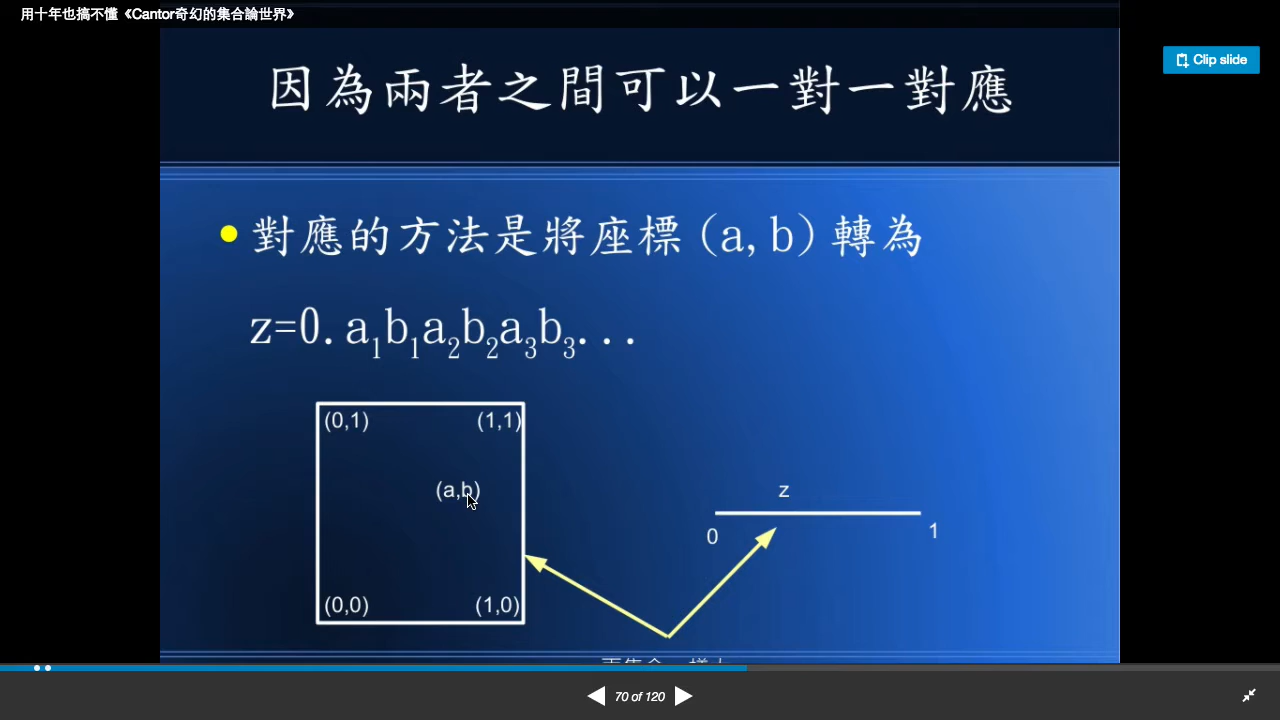 用十年也搞不懂《Cantor奇幻的集合論世界》
Clip slide
因為兩者之間可以一對一對應
對應的方法是將座標(a,b)轉為
z=0.a₁b₁a₂b₂a₃b₃...
(0,1) (1,1)
(a,b)
z
0 1
(0,0) (1,0)
70 of 120